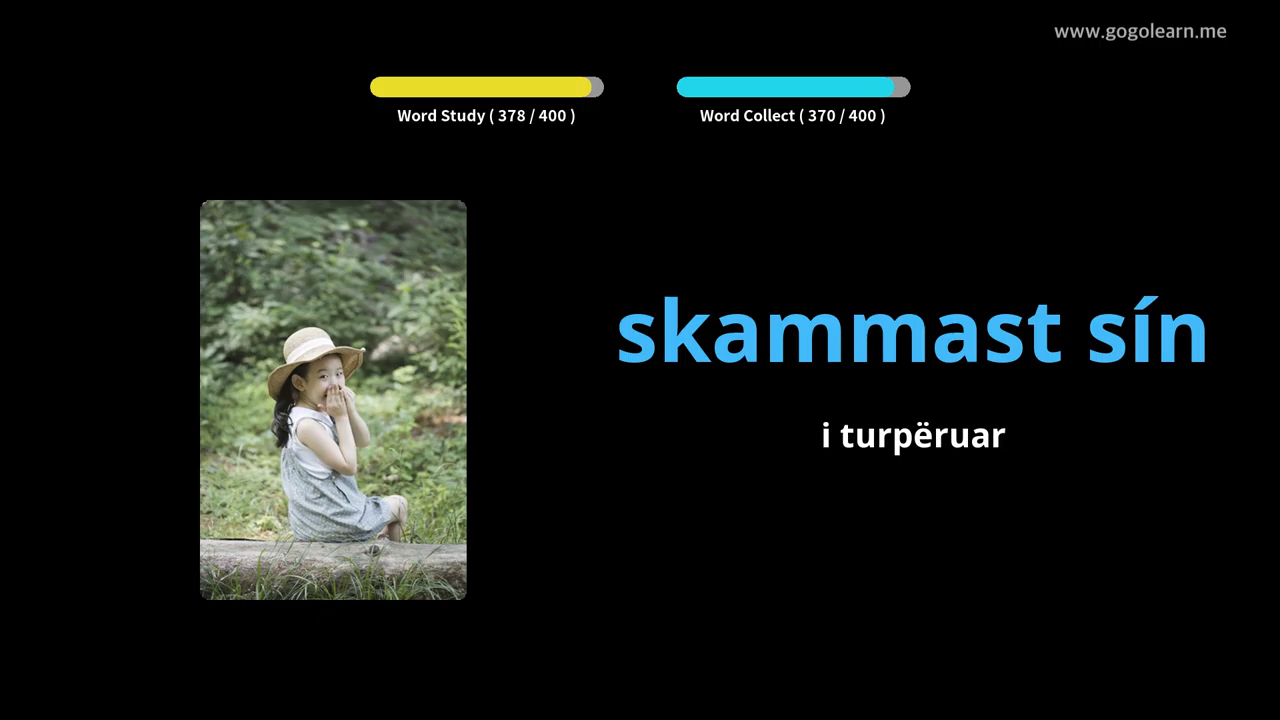 www.gogolearn.me
Word Study ( 378 / 400 )
Word Collect ( 370 / 400 )
skammast sín
i turpëruar